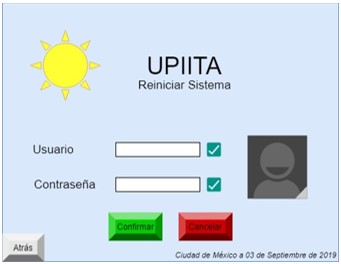 UPIITA
Reiniciar Sistema
Usuario
Contraseña
Confirmar
Cancelar
Atrás
Ciudad de México a 03 de Septiembre de 2019